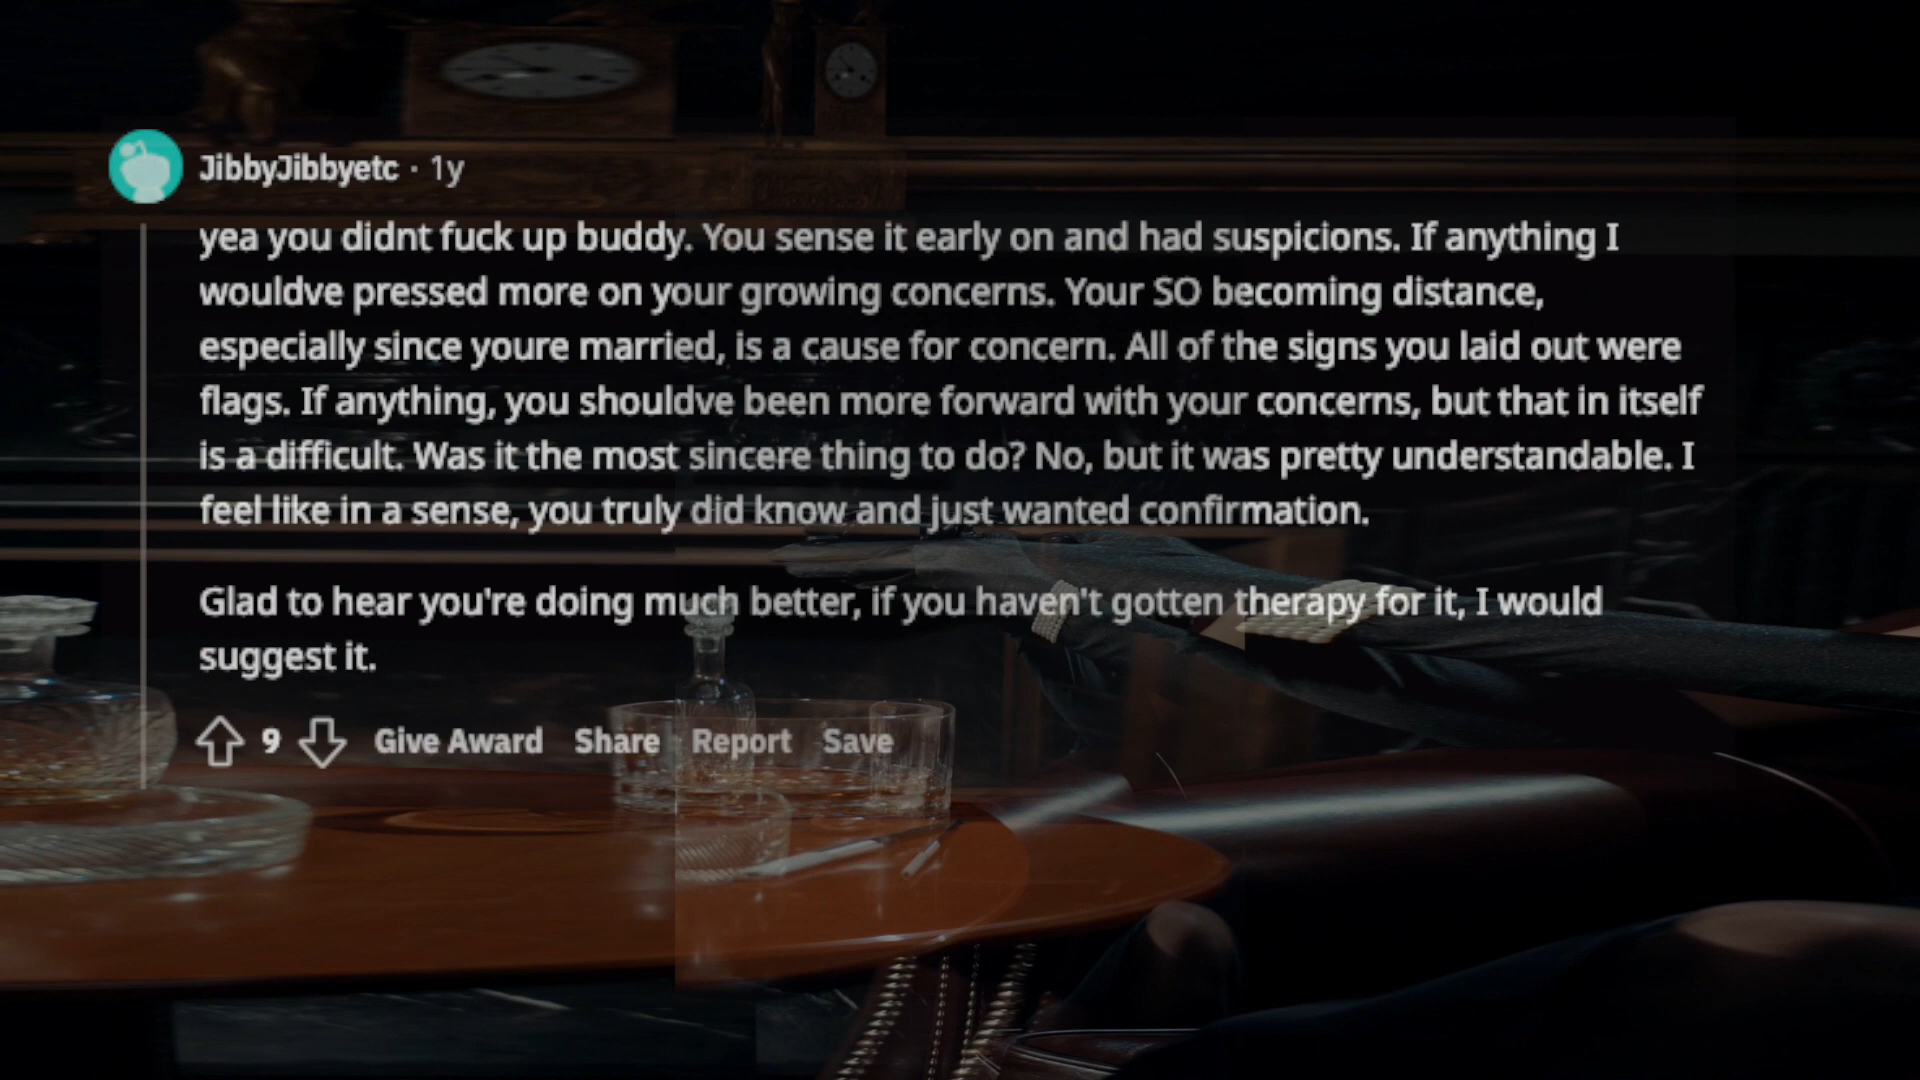 JibbyJibbyetc · 1y
yea you didnt fuck up buddy. You sense it early on and had suspicions. If anything I
wouldve pressed more on your growing concerns. Your SO becoming distance,
especially since youre married, is a cause for concern. All of the signs you laid out were
flags. If anything, you shouldve been more forward with your concerns, but that in itself
is a difficult. Was it the most sincere thing to do? No, but it was pretty understandable. I
feel like in a sense, you truly did know and just wanted confirmation.
Glad to hear you're doing much better, if you haven't gotten therapy for it, I would
suggest it.
9 Give Award Share Report Save